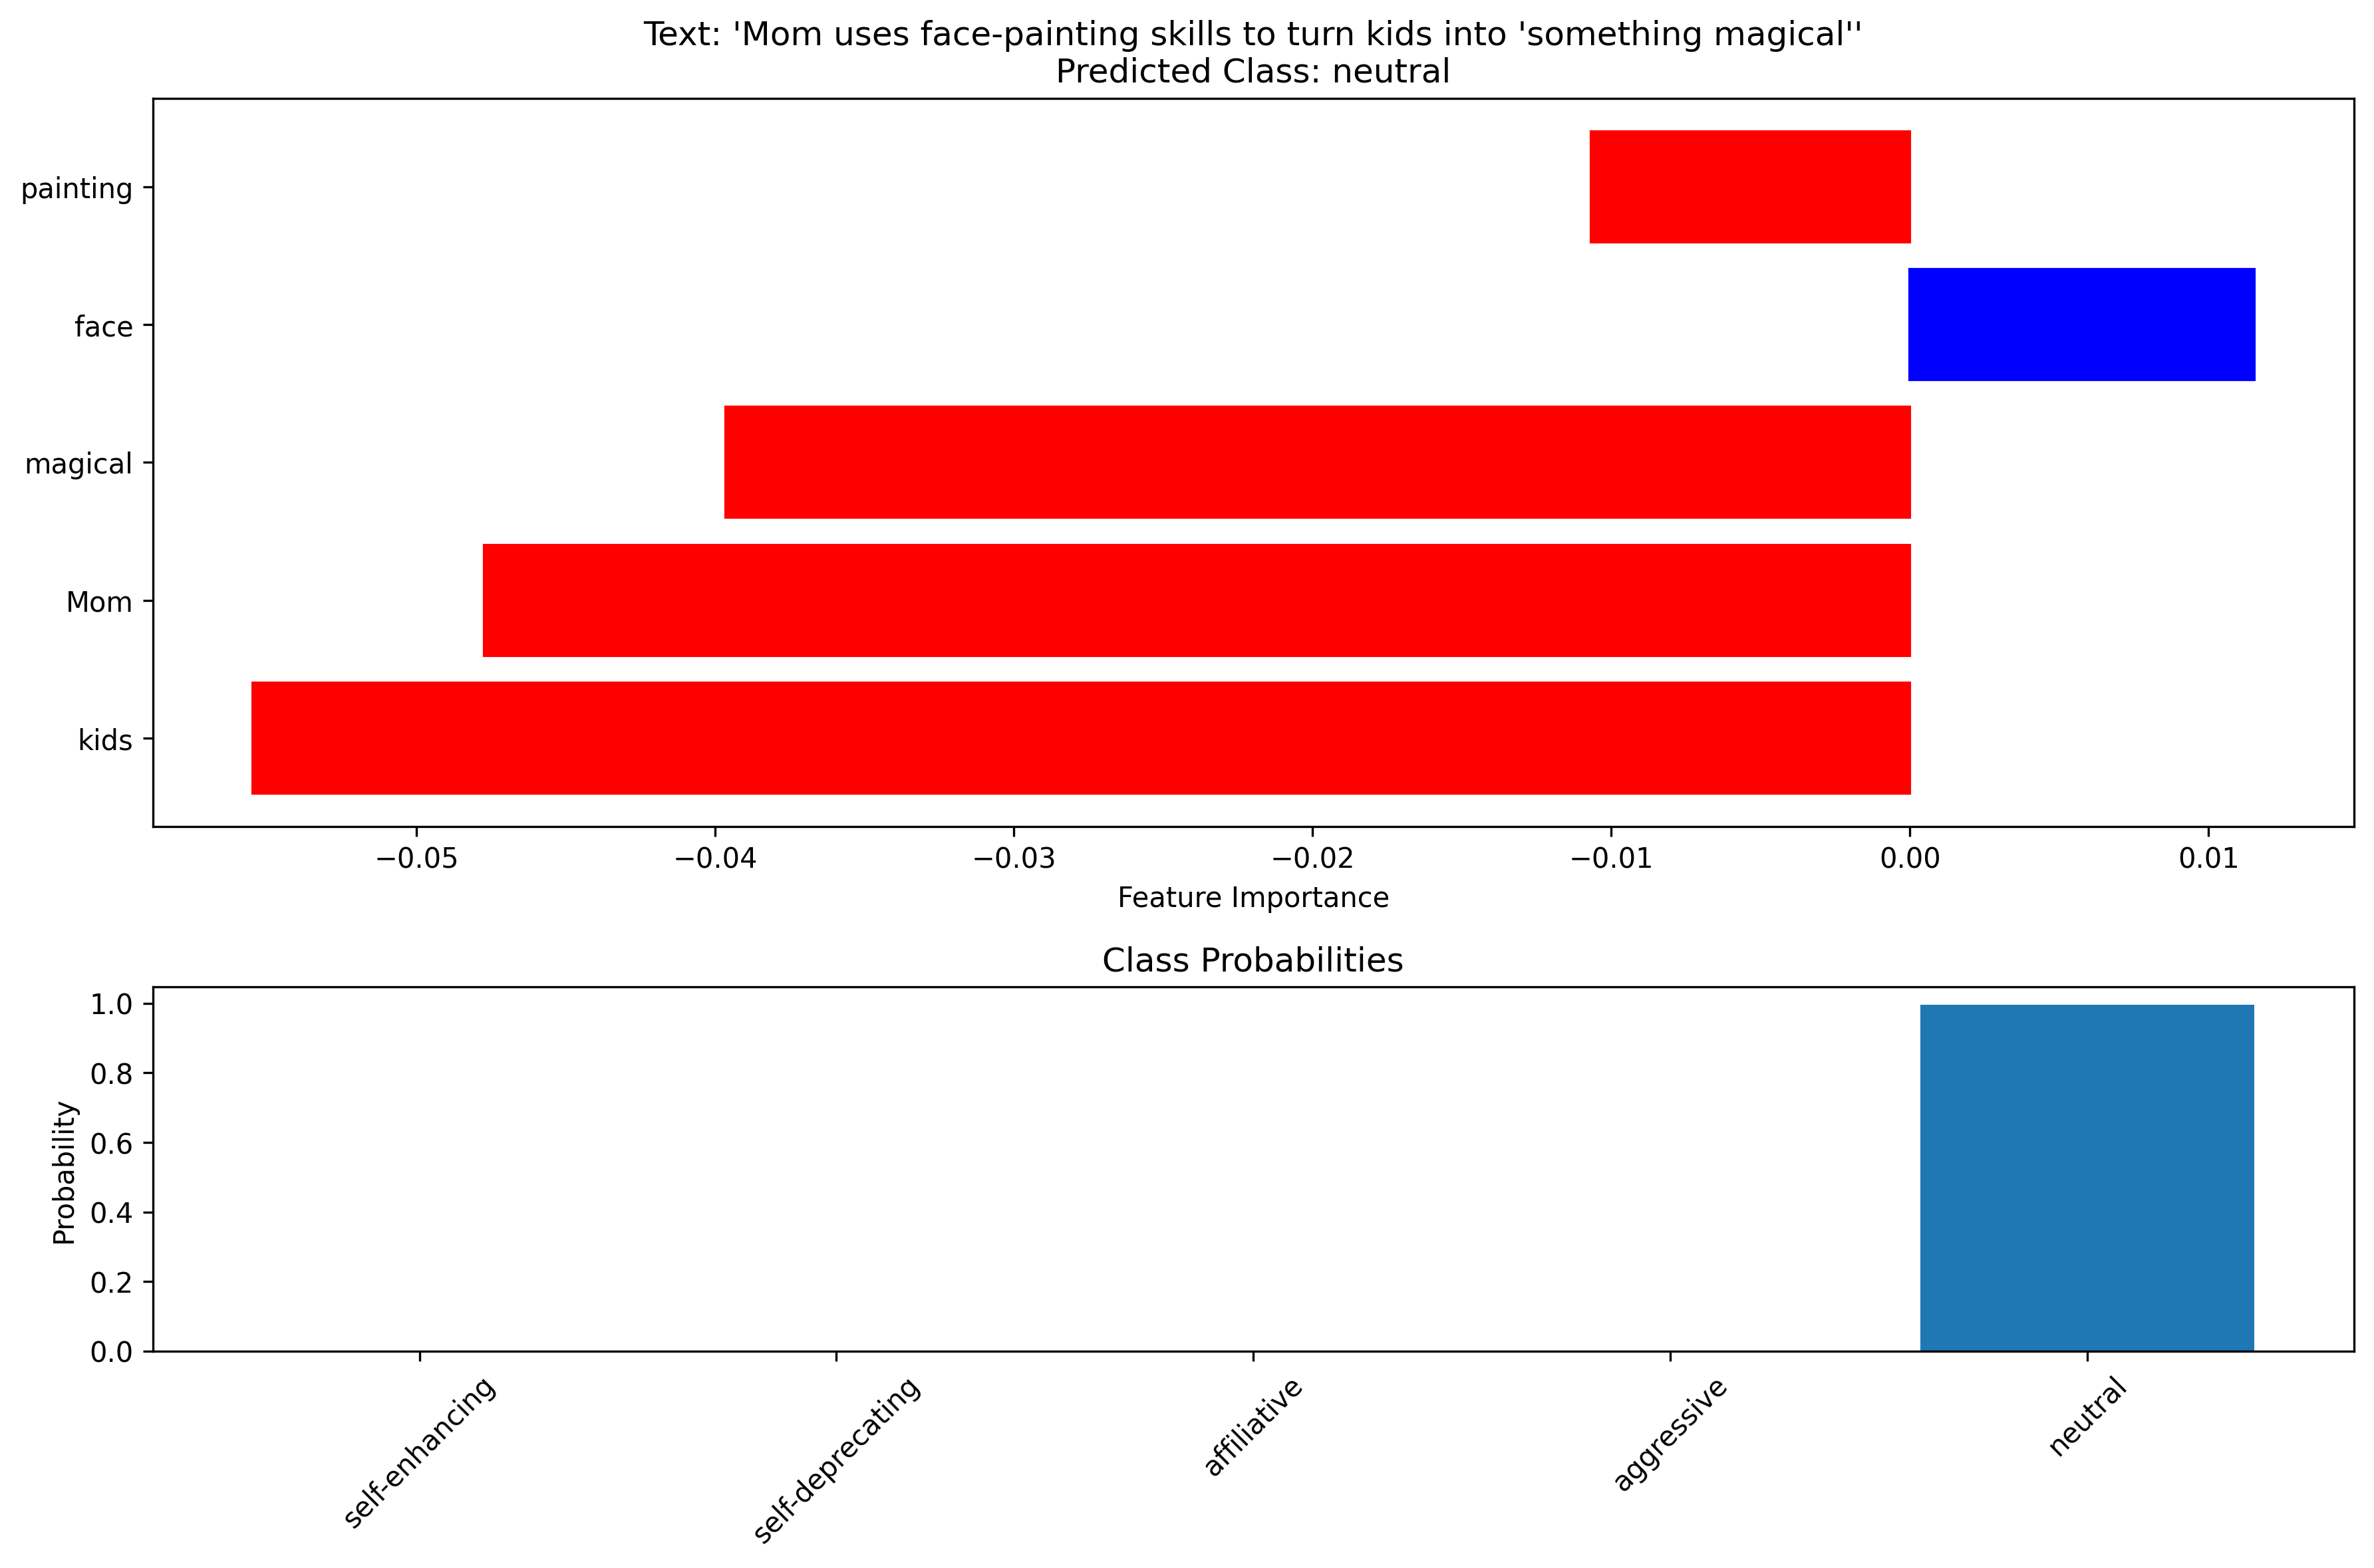 Text: 'Mom uses face-painting skills to turn kids into 'something magical''
Predicted Class: neutral
painting
face
magical
Mom
kids
−0.05 −0.04 −0.03 −0.02 −0.01 0.00 0.01
Feature Importance
Class Probabilities
1.0
0.8
0.6
0.4
0.2
0.0
Probability
self-enhancing self-deprecating affiliative aggressive neutral